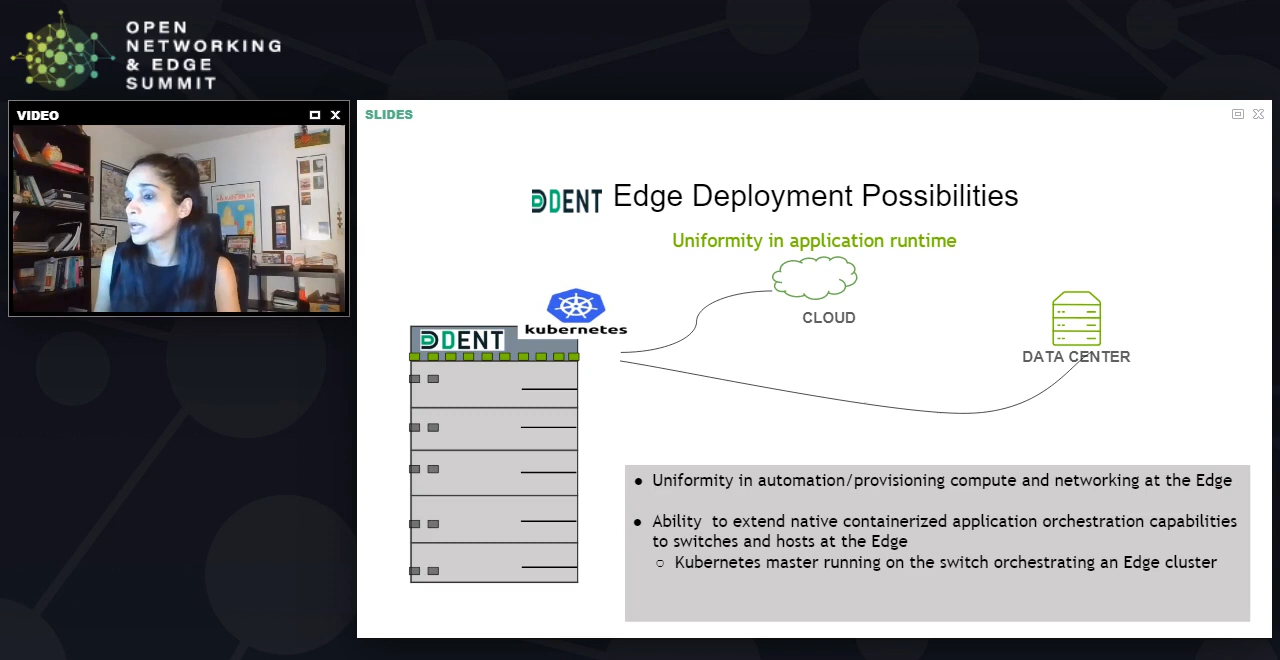 OPEN
NETWORKING
& EDGE
SUMMIT
VIDEO
SLIDES
DENT Edge Deployment Possibilities
Uniformity in application runtime
CLOUD
kubernetes
DENT
DATA CENTER
● Uniformity in automation/provisioning compute and networking at the Edge
● Ability to extend native containerized application orchestration capabilities
to switches and hosts at the Edge
○ Kubernetes master running on the switch orchestrating an Edge cluster